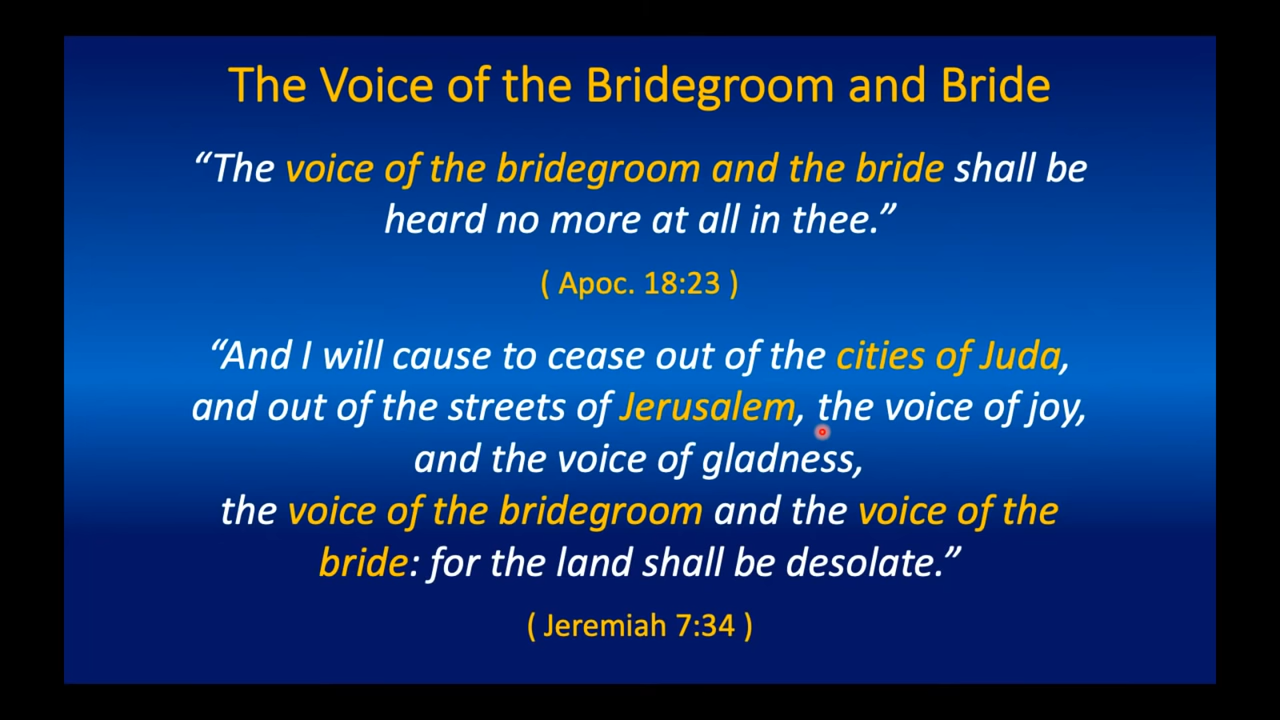 The Voice of the Bridegroom and Bride
“The voice of the bridegroom and the bride shall be
heard no more at all in thee.”
( Apoc. 18:23 )
“And I will cause to cease out of the cities of Juda,
and out of the streets of Jerusalem, the voice of joy,
and the voice of gladness,
the voice of the bridegroom and the voice of the
bride: for the land shall be desolate.”
( Jeremiah 7:34 )